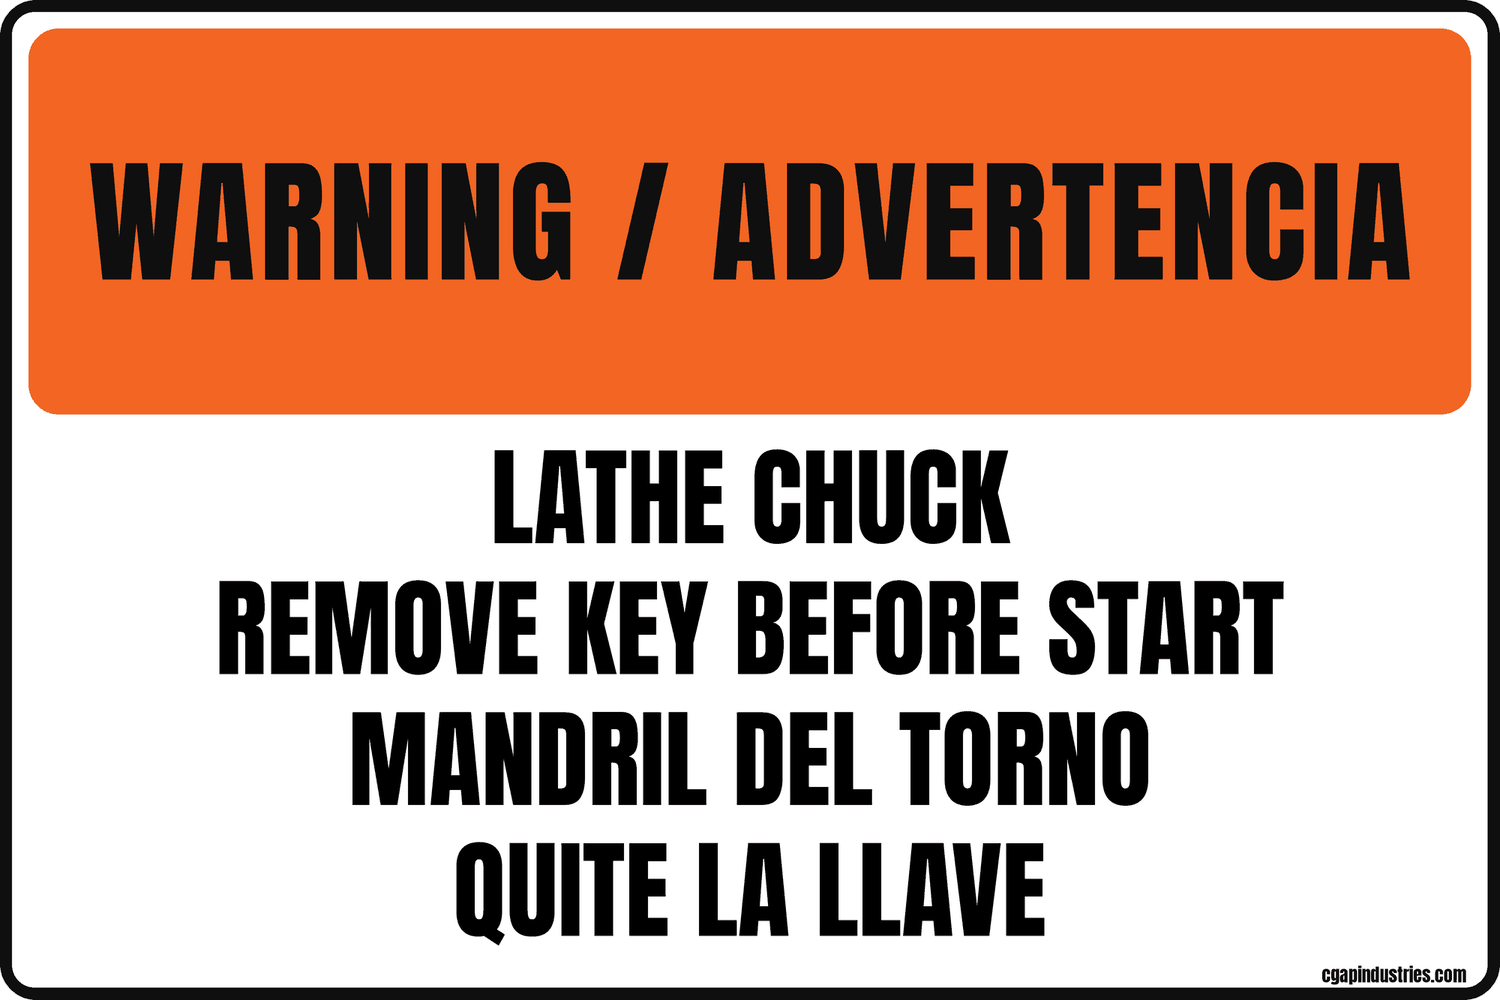 WARNING / ADVERTENCIA
LATHE CHUCK
REMOVE KEY BEFORE START
MANDRIL DEL TORNO
QUITE LA LLAVE
cgapindustries.com